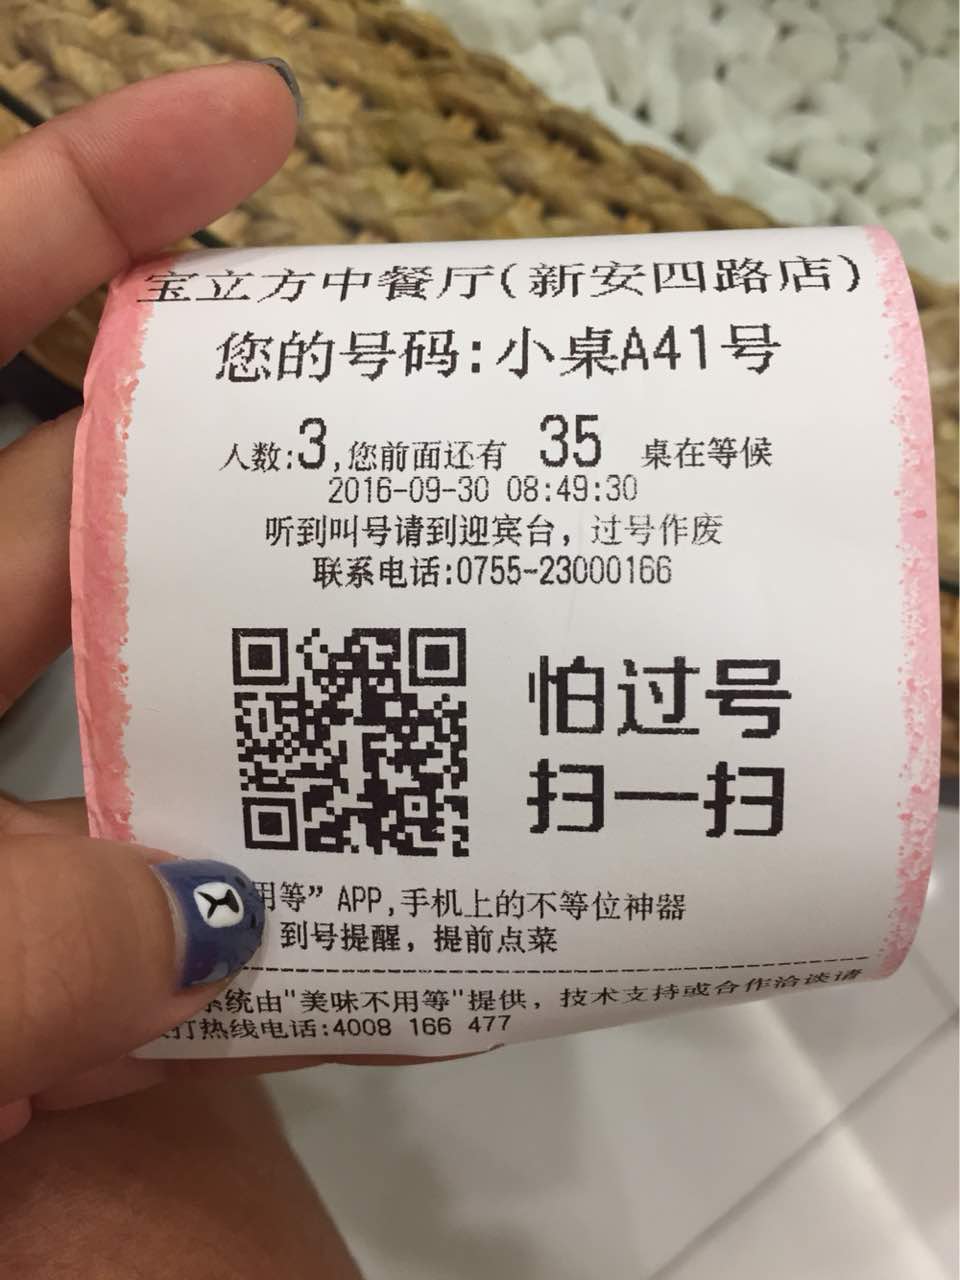 宝立方中餐厅(新安四路店)
您的号码:小桌A41号
人数:3,您前面还有 35 桌在等候
2016-09-30 08:49:30
听到叫号请到迎宾台，过号作废
联系电话:0755-23000166
怕过号
扫一扫
用等”APP,手机上的不等位神器
到号提醒，提前点菜
系统由"美味不用等"提供，技术支持或合作洽谈请
打热线电话:4008 166 477